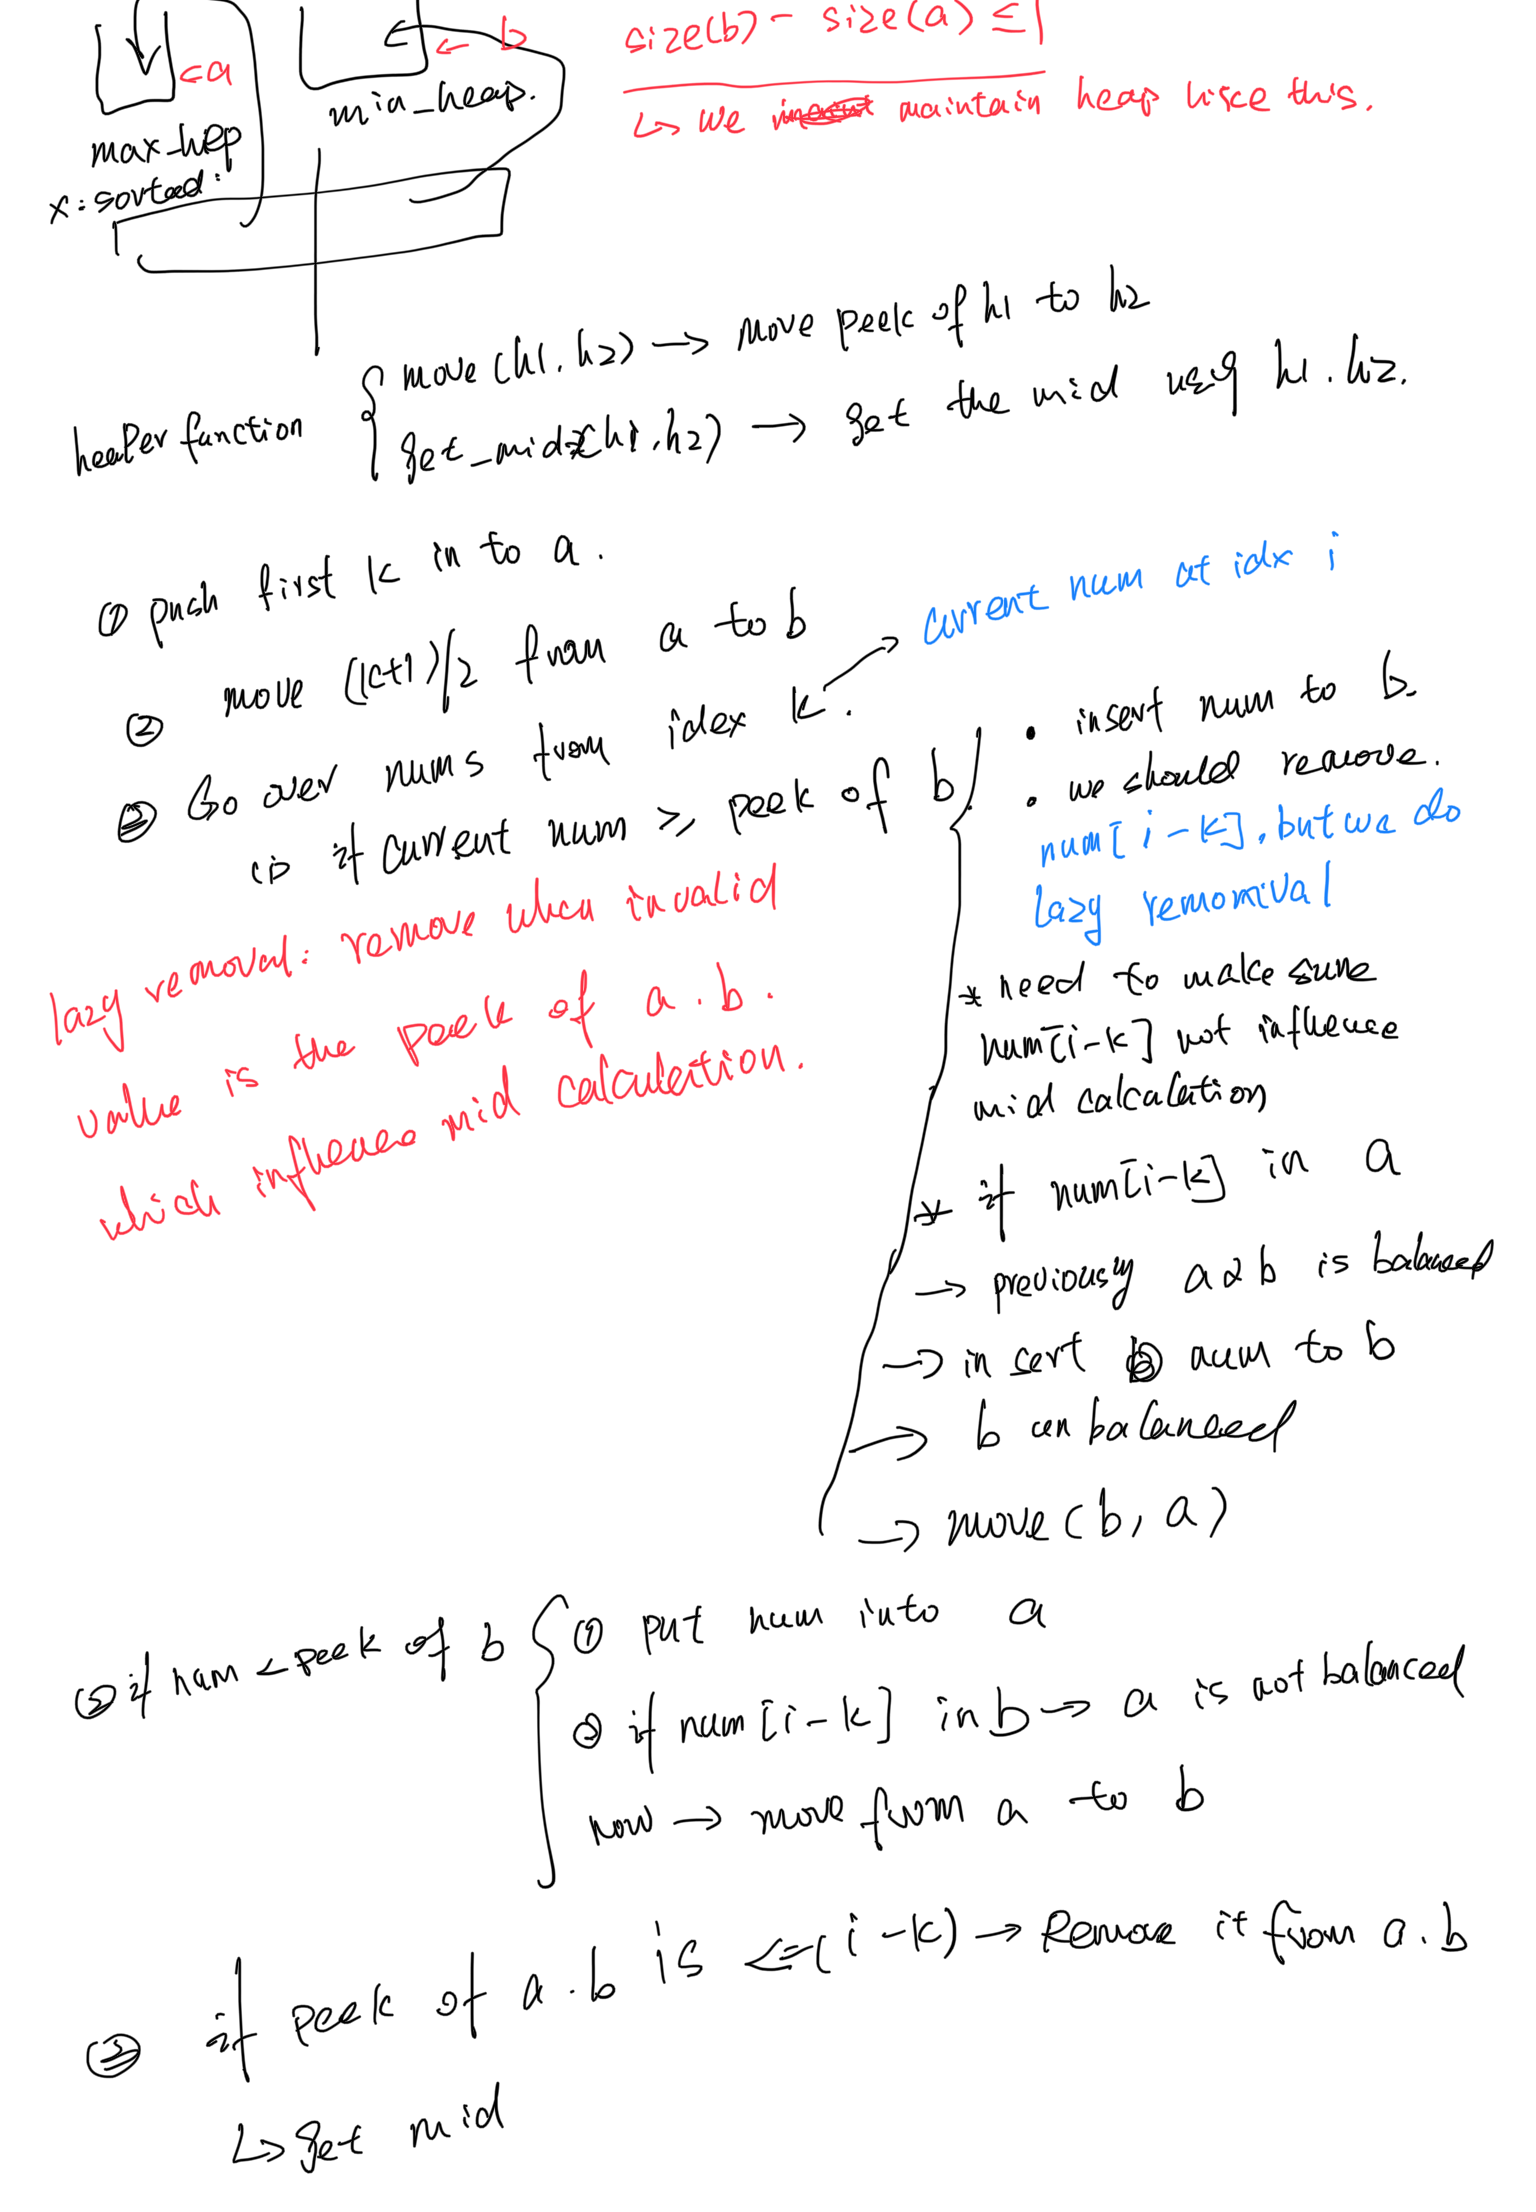 size(b) - size(a) ≤ 1
← b
← a
min_heap.
↳ We maintain heap like this.
max_hep
x = sorted:
move (h1, h2) → move peek of h1 to h2
heelper function
get_mid (h1, h2) → get the mid using h1. h2.
① push first k in to a.
current num at idx i
② move (k+1)/2 from a to b
③ Go over nums from idex k.
(1) if current num ≥ peek of b
• insert num to b.
• we should remove.
num[i-k], but we do
lazy remomival
lazy removal: remove when invalid
value is the peek of a. b.
which influence mid calculation.
* need to make sure
num[i-k] not influence
mid calculation
* if num[i-k] in a
→ previously a & b is balanced
→ insert num to b
→ b unbalanced
→ move(b, a)
② if num < peek of b
① put num into a
② if num[i-k] in b → a is not balanced
now → move from a to b
③ if peek of a. b is <= (i-k) → Remove it from a. b
↳ get mid